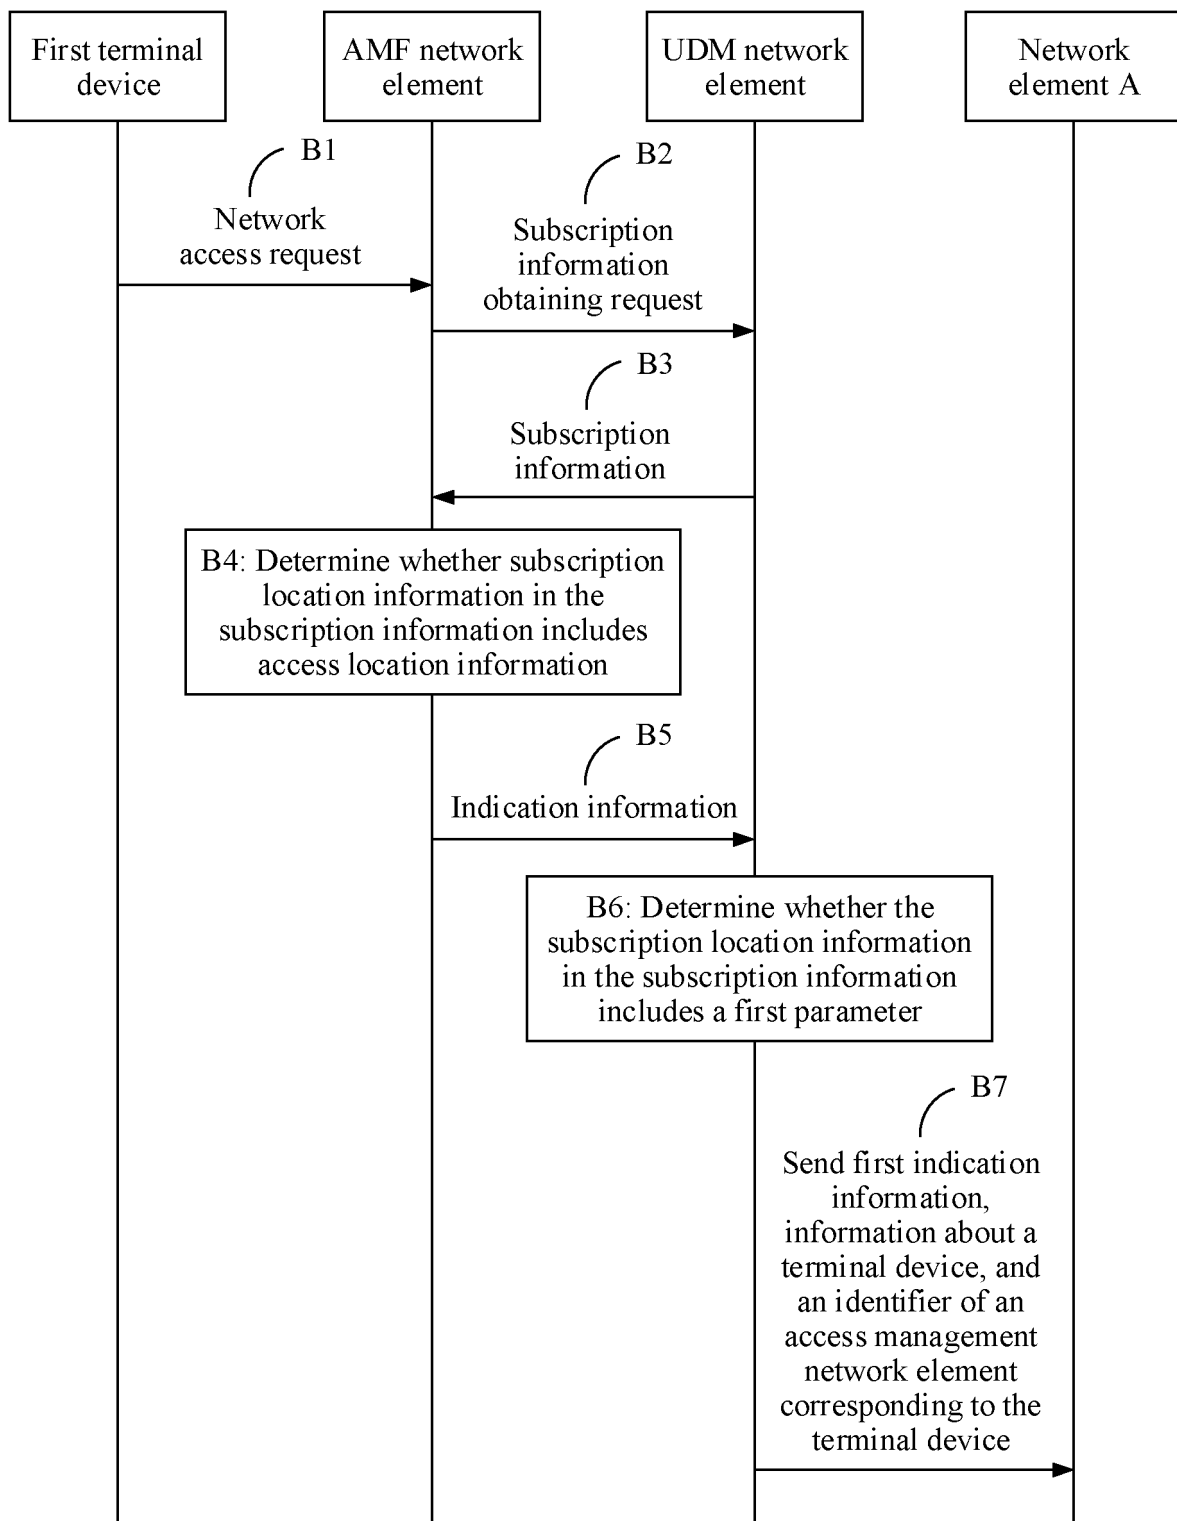 First terminal
device
AMF network
element
UDM network
element
Network
element A
B1
Network
access request
B2
Subscription
information
obtaining request
B3
Subscription
information
B4: Determine whether subscription
location information in the
subscription information includes
access location information
B5
Indication information
B6: Determine whether the
subscription location information
in the subscription information
includes a first parameter
B7
Send first indication
information,
information about a
terminal device, and
an identifier of an
access management
network element
corresponding to the
terminal device